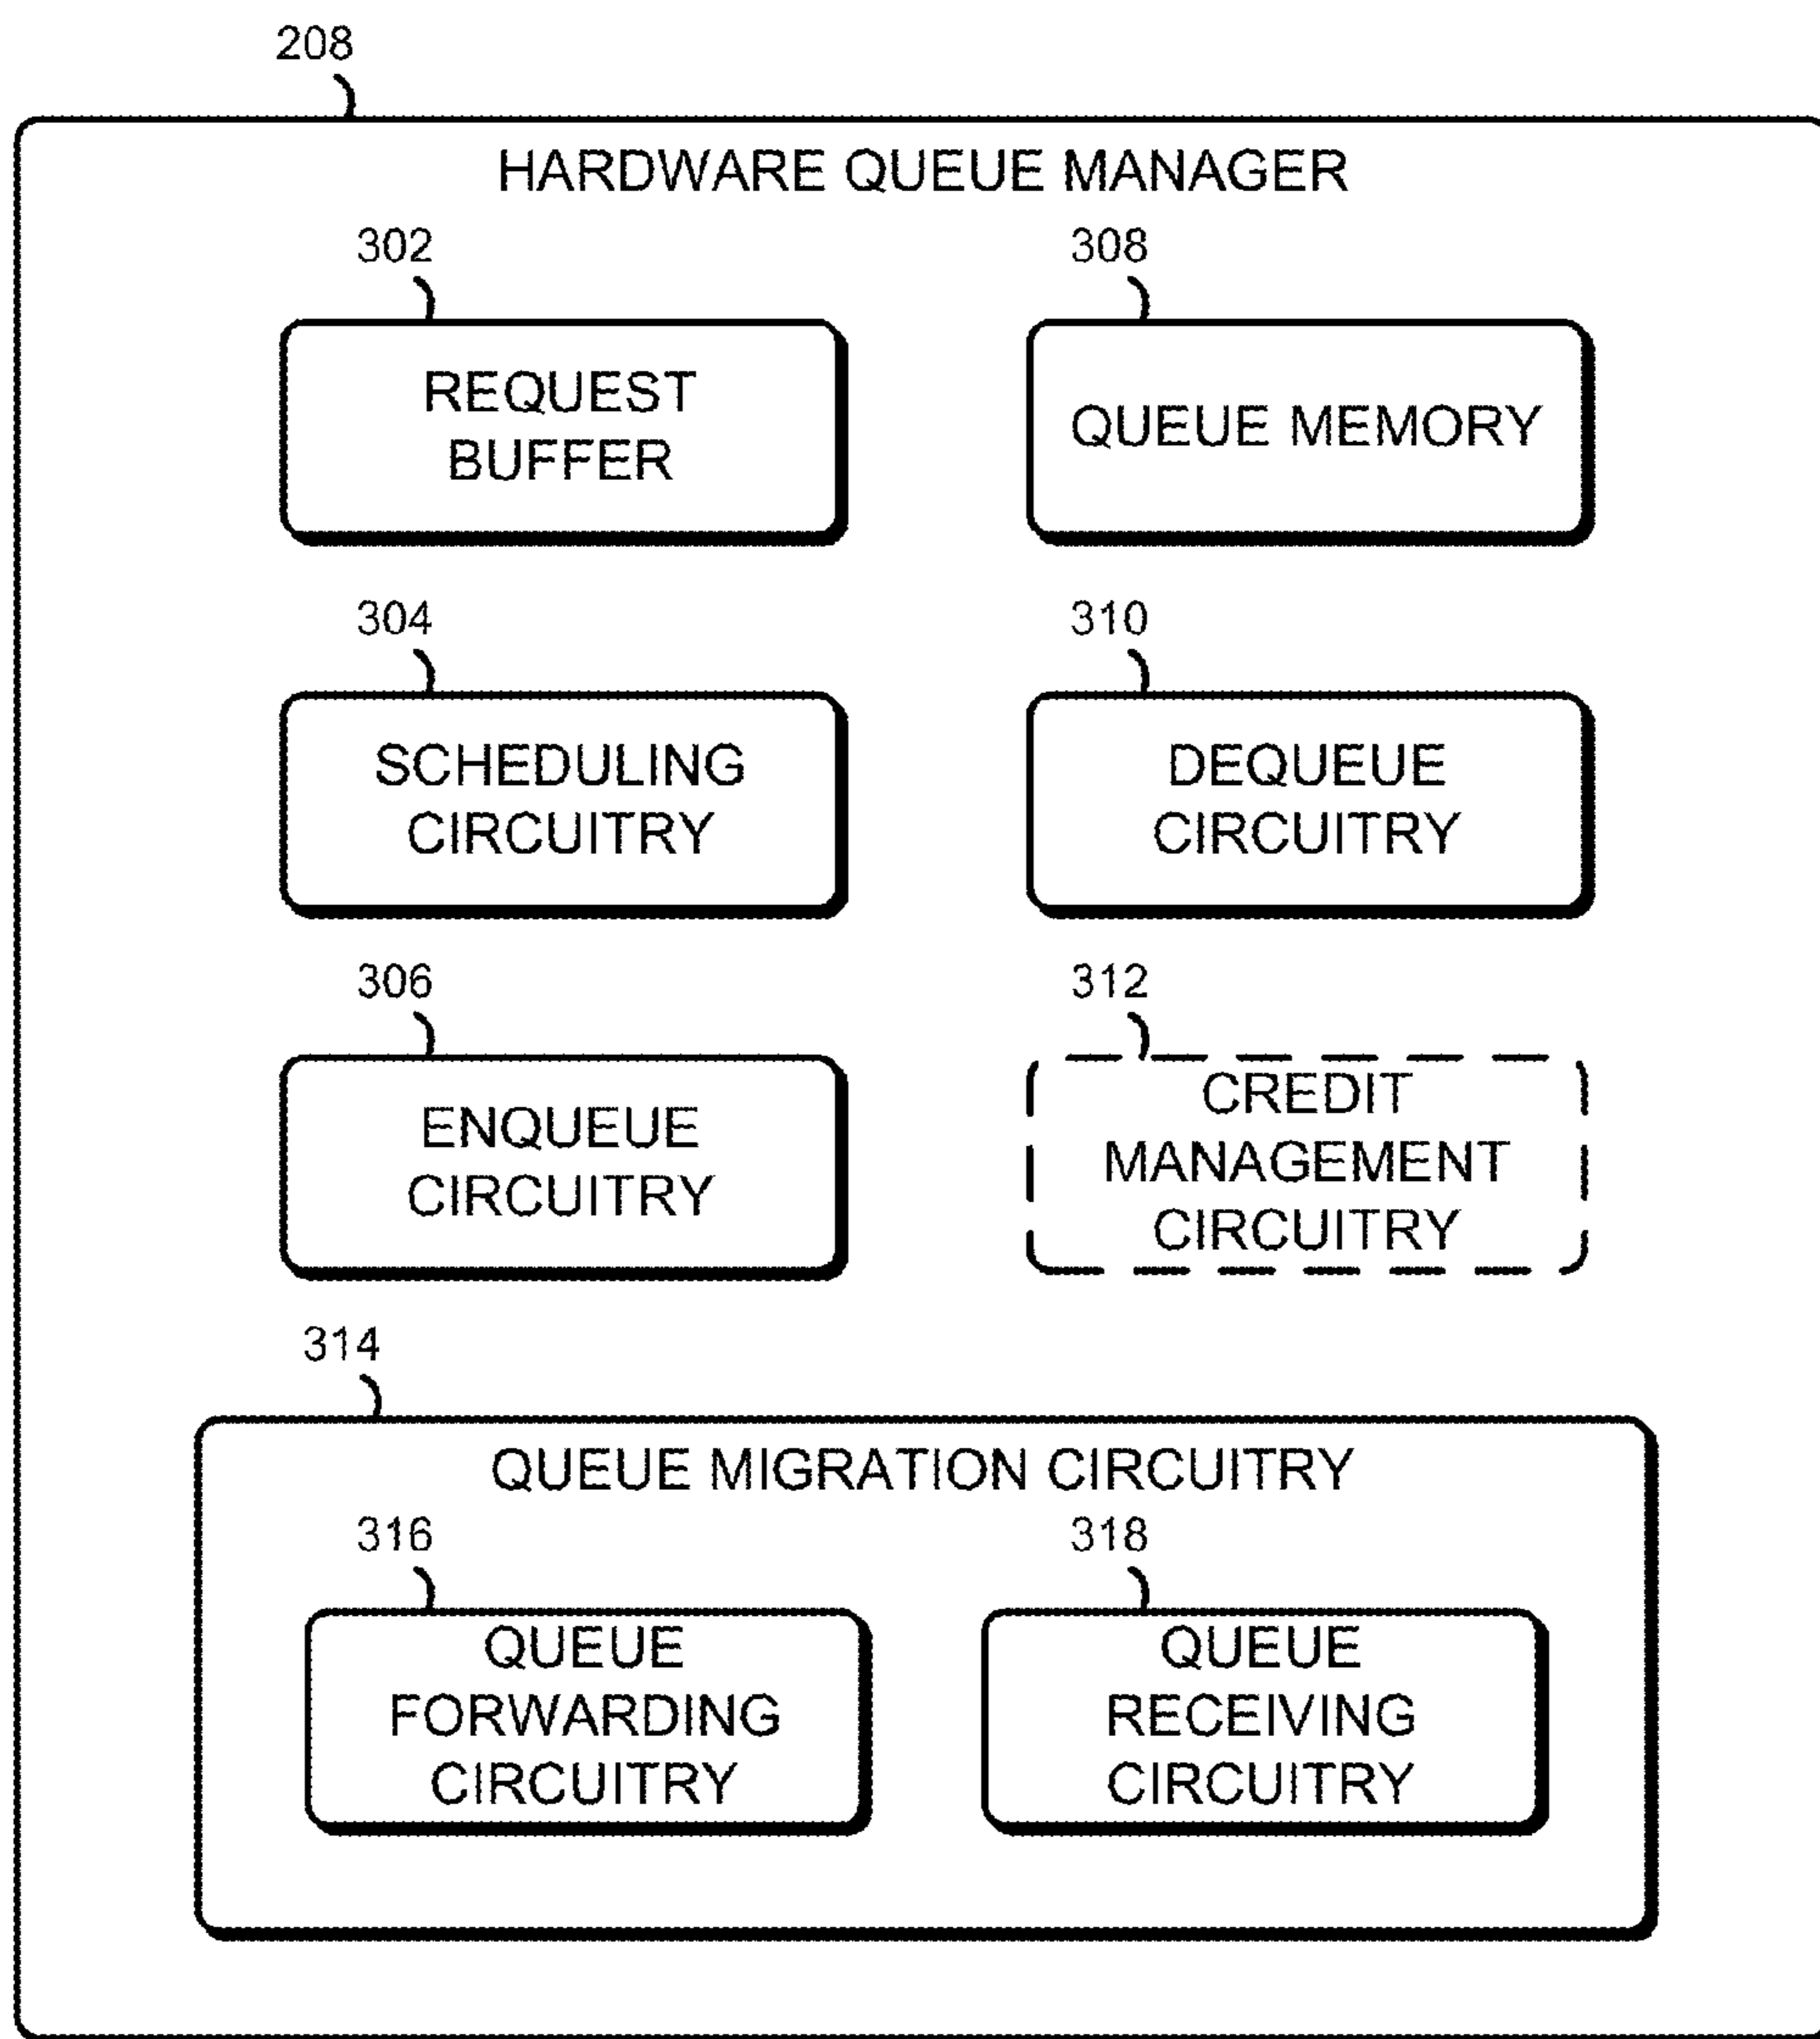 208
HARDWARE QUEUE MANAGER
302
308
REQUEST
BUFFER
QUEUE MEMORY
304
310
SCHEDULING
CIRCUITRY
DEQUEUE
CIRCUITRY
306
312
ENQUEUE
CIRCUITRY
CREDIT
MANAGEMENT
CIRCUITRY
314
QUEUE MIGRATION CIRCUITRY
316
318
QUEUE
FORWARDING
CIRCUITRY
QUEUE
RECEIVING
CIRCUITRY